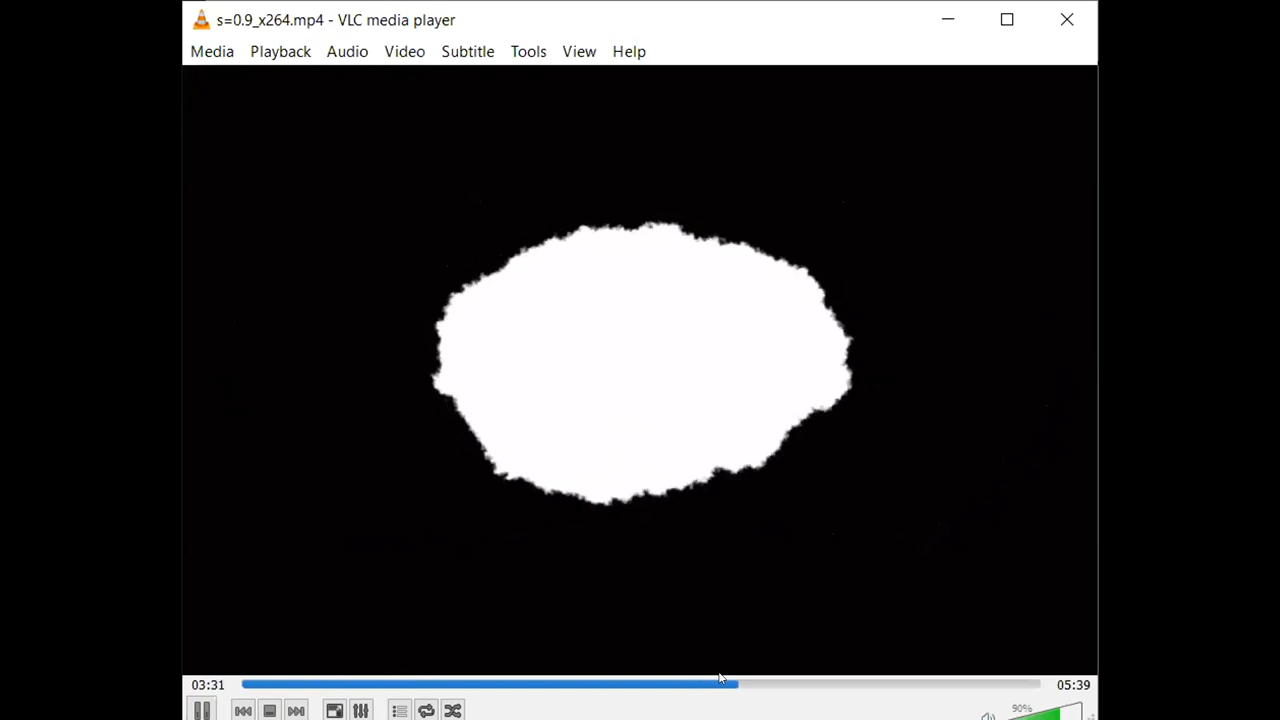 s=0.9_x264.mp4 - VLC media player
Media Playback Audio Video Subtitle Tools View Help
03:31 05:39
90%